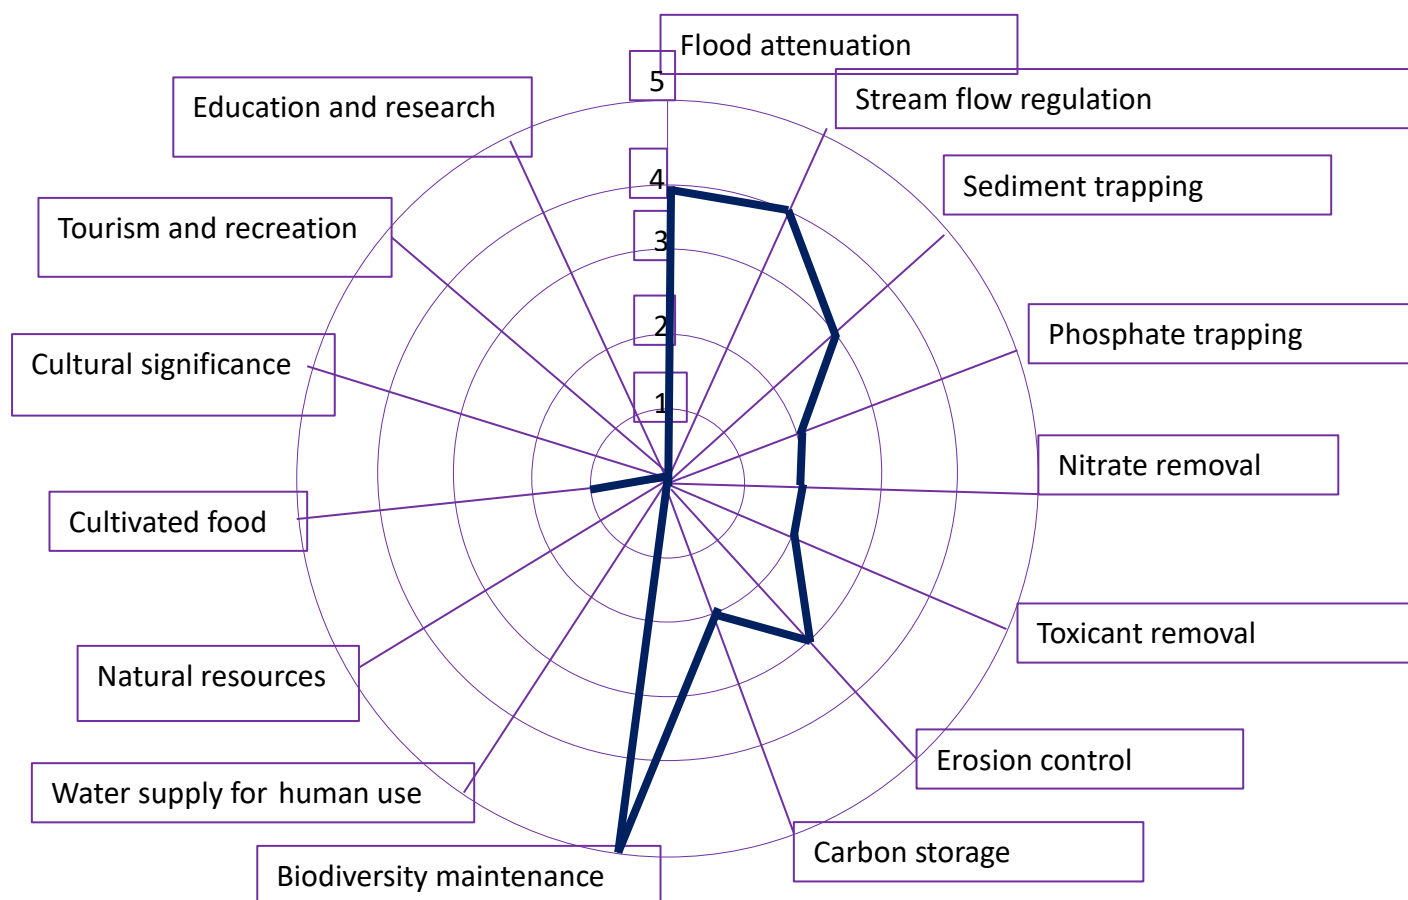 Flood attenuation
5
Stream flow regulation
Education and research
4
Sediment trapping
Tourism and recreation
3
2
Phosphate trapping
Cultural significance
1
Nitrate removal
Cultivated food
Toxicant removal
Natural resources
Erosion control
Water supply for human use
Carbon storage
Biodiversity maintenance